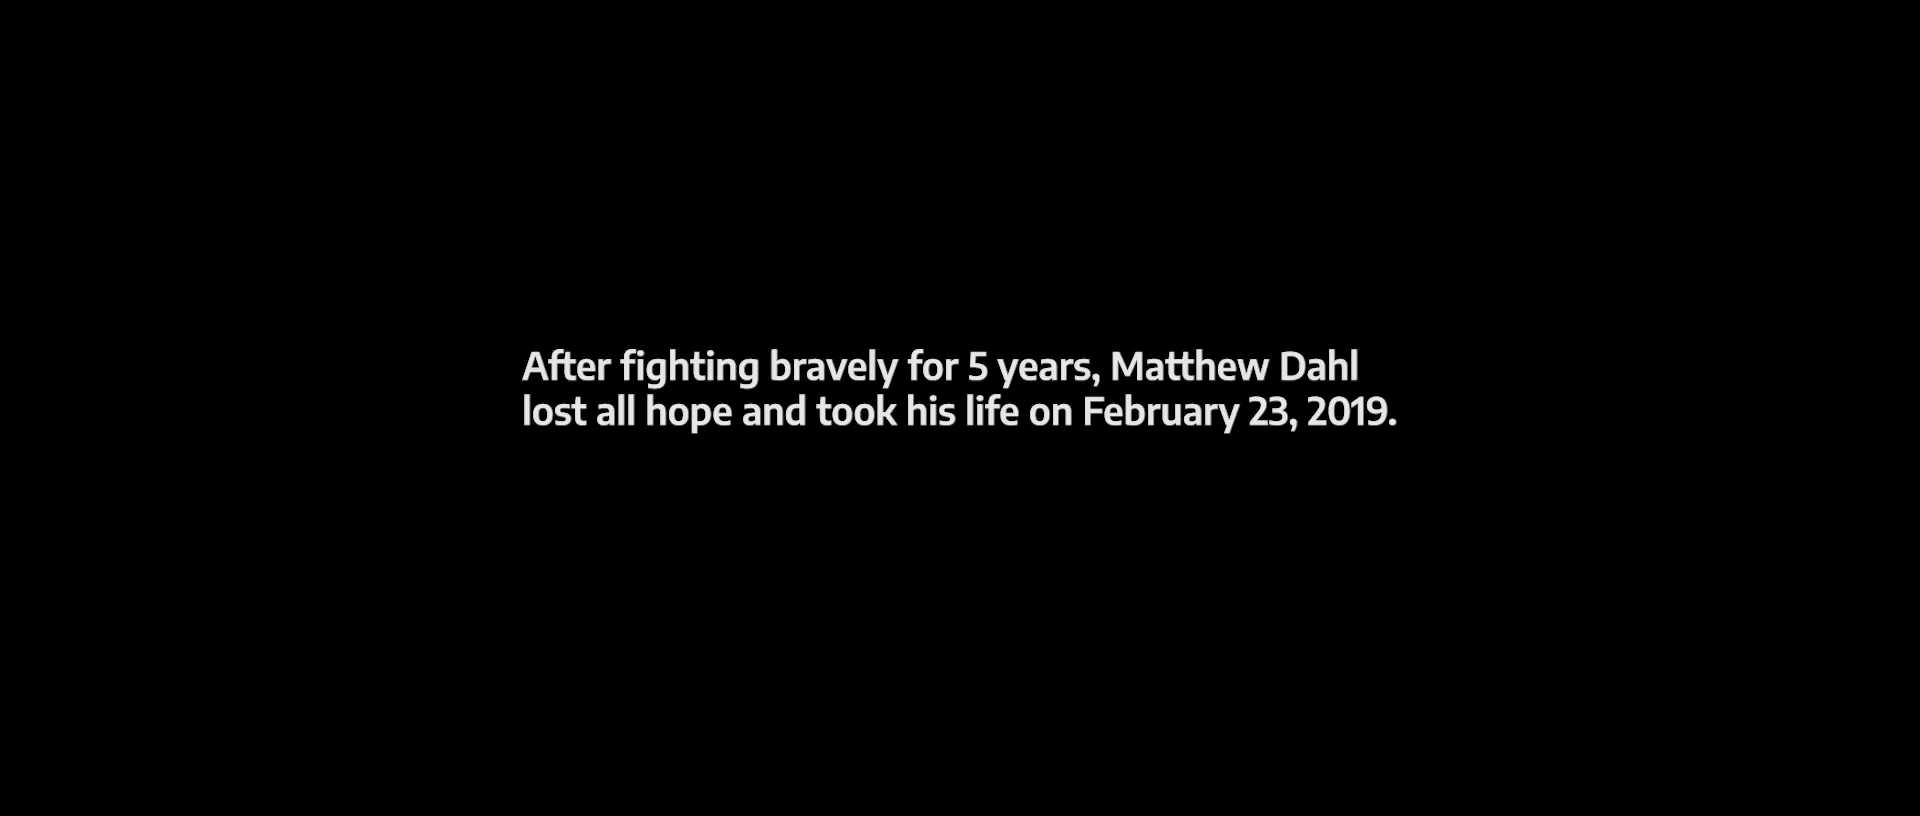 After fighting bravely for 5 years, Matthew Dahl
lost all hope and took his life on February 23, 2019.